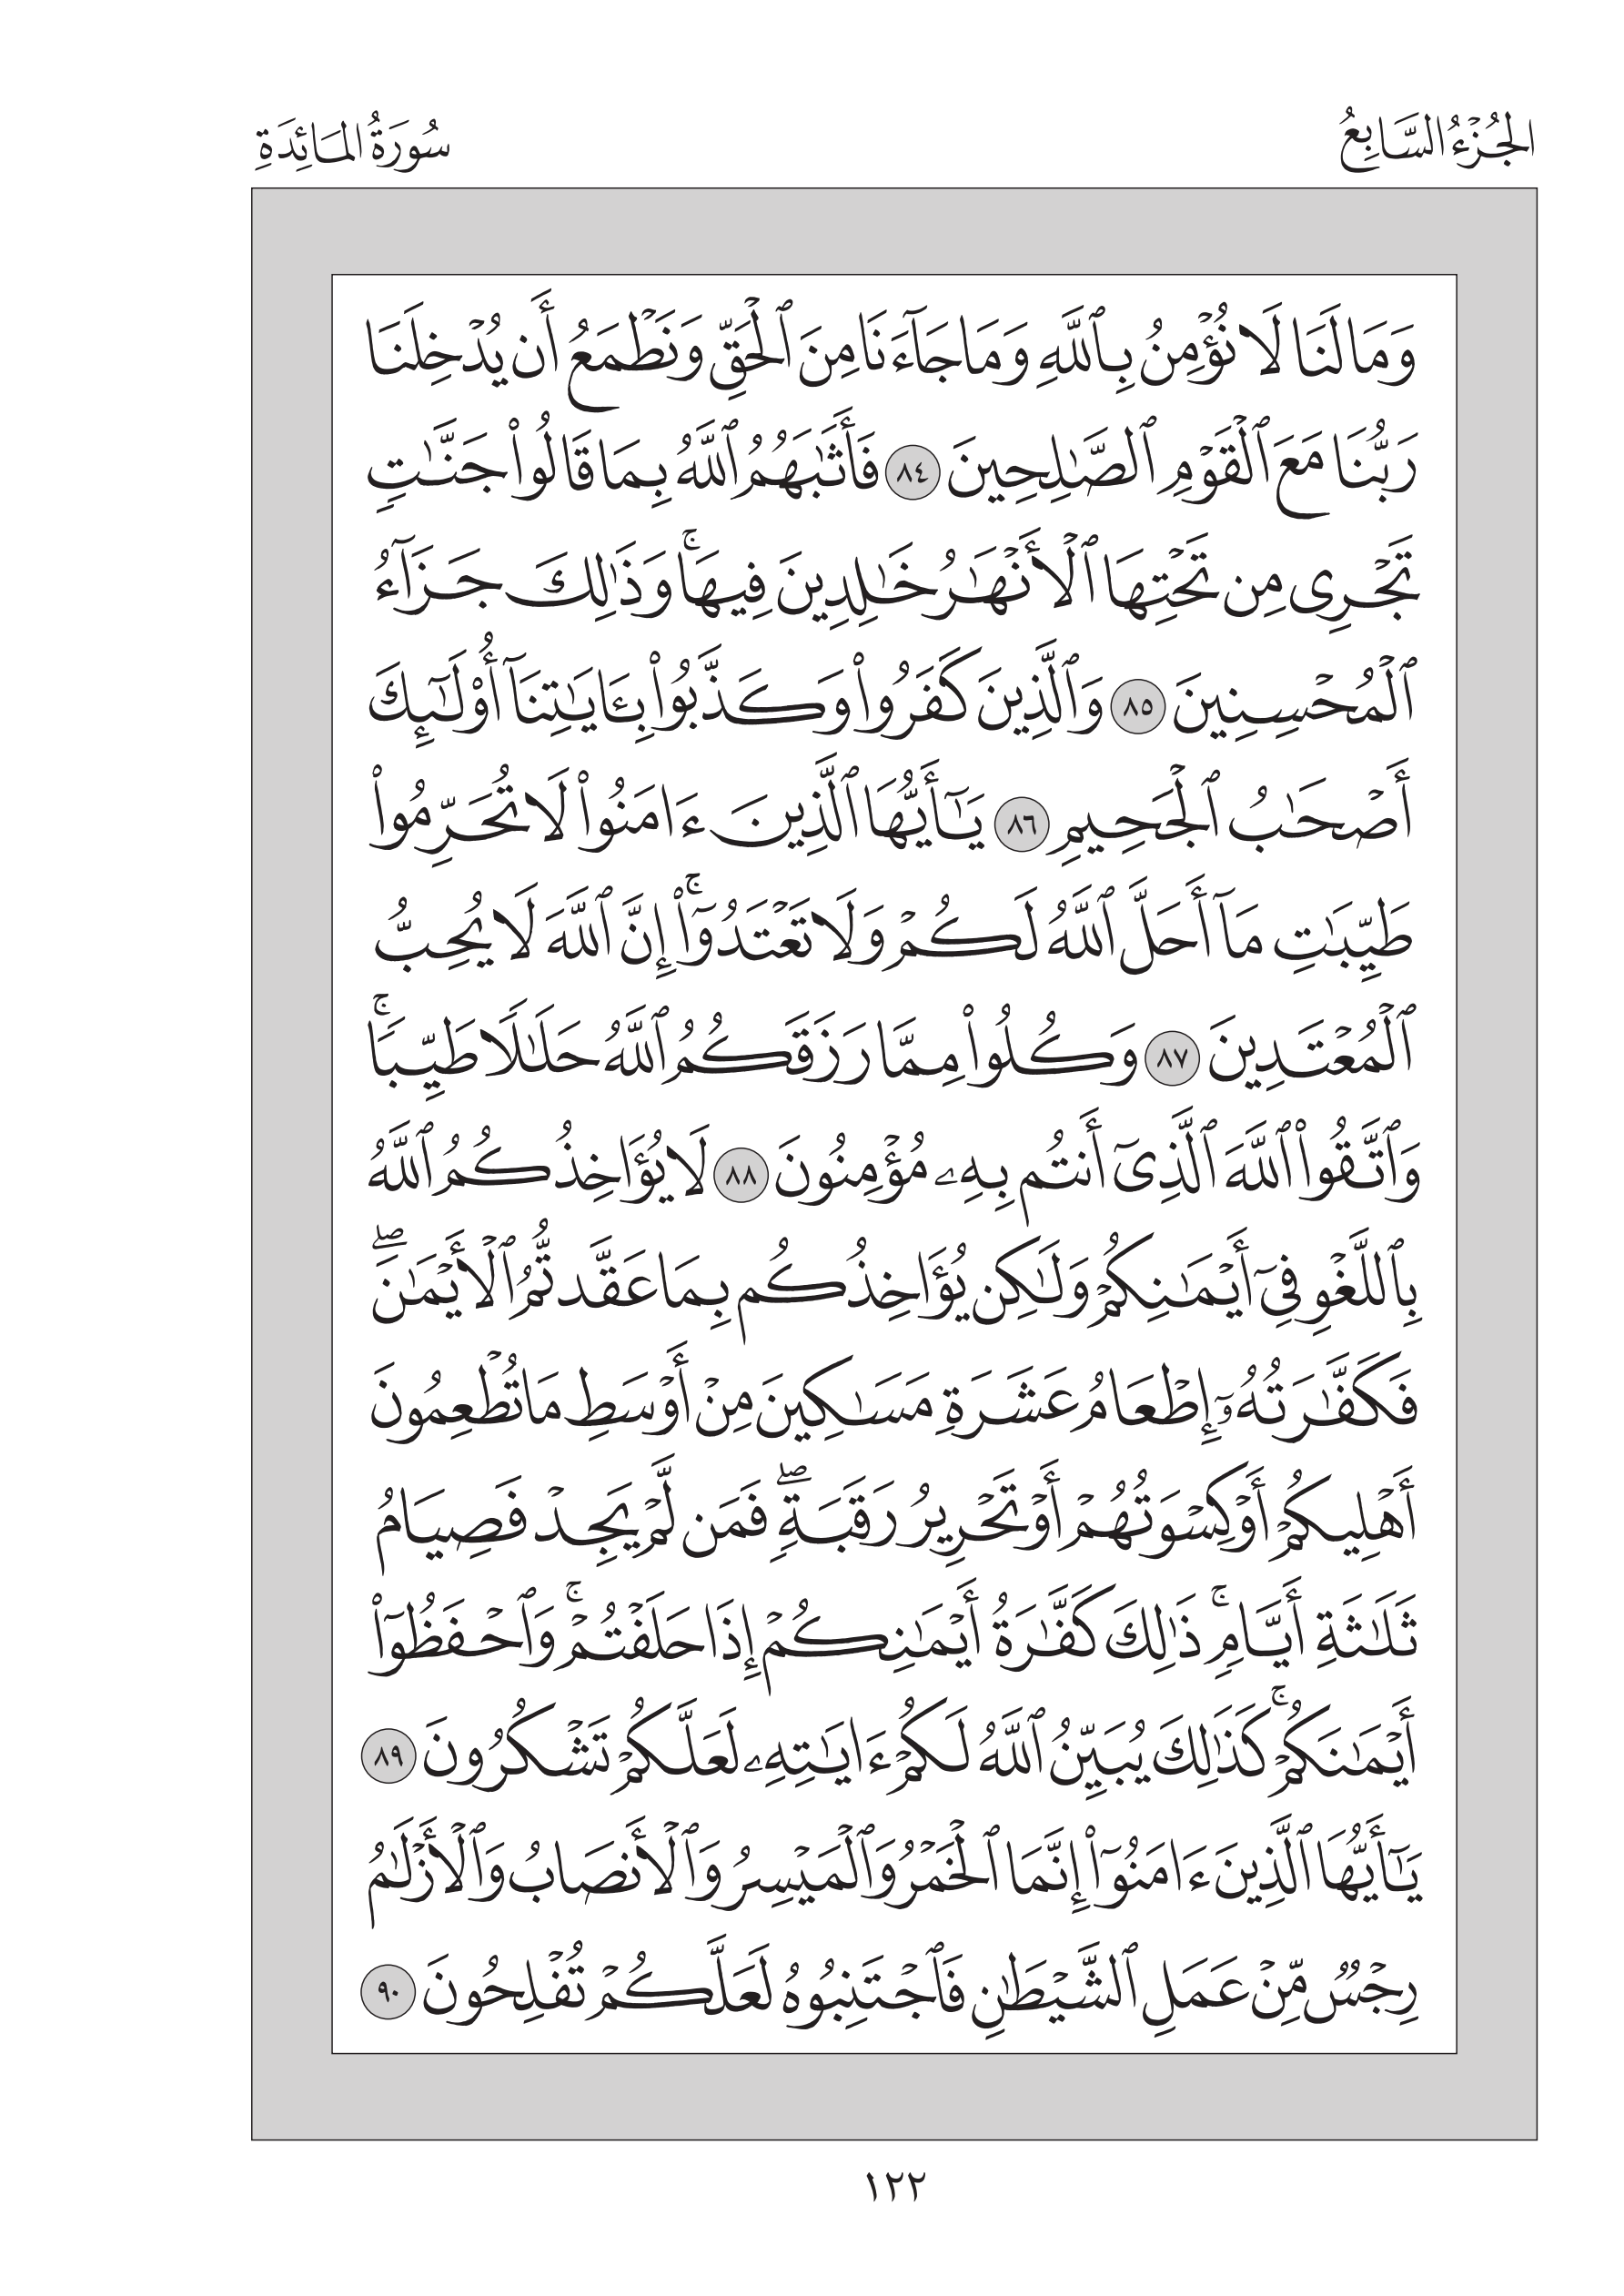 الجُزْءُ السَّابِعُ
سُورَةُ المَائِدَةِ
وَمَا لَنَا لَا نُؤْمِنُ بِٱللَّهِ وَمَا جَآءَنَا مِنَ ٱلْحَقِّ وَنَطْمَعُ أَن يُدْخِلَنَا
رَبُّنَا مَعَ ٱلْقَوْمِ ٱلصَّٰلِحِينَ ٨٤ فَأَثَٰبَهُمُ ٱللَّهُ بِمَا قَالُوا۟ جَنَّٰتٍ
تَجْرِى مِن تَحْتِهَا ٱلْأَنْهَٰرُ خَٰلِدِينَ فِيهَا ۚ وَذَٰلِكَ جَزَآءُ
ٱلْمُحْسِنِينَ ٨٥ وَٱلَّذِينَ كَفَرُوا۟ وَكَذَّبُوا۟ بِـَٔايَٰتِنَآ أُو۟لَٰٓئِكَ
أَصْحَٰبُ ٱلْجَحِيمِ ٨٦ يَٰٓأَيُّهَا ٱلَّذِينَ ءَامَنُوا۟ لَا تُحَرِّمُوا۟
طَيِّبَٰتِ مَآ أَحَلَّ ٱللَّهُ لَكُمْ وَلَا تَعْتَدُوٓا۟ ۚ إِنَّ ٱللَّهَ لَا يُحِبُّ
ٱلْمُعْتَدِينَ ٨٧ وَكُلُوا۟ مِمَّا رَزَقَكُمُ ٱللَّهُ حَلَٰلًا طَيِّبًا ۚ
وَٱتَّقُوا۟ ٱللَّهَ ٱلَّذِىٓ أَنتُم بِهِۦ مُؤْمِنُونَ ٨٨ لَا يُؤَاخِذُكُمُ ٱللَّهُ
بِٱللَّغْوِ فِىٓ أَيْمَٰنِكُمْ وَلَٰكِن يُؤَاخِذُكُم بِمَا عَقَّدتُّمُ ٱلْأَيْمَٰنَ ۖ
فَكَفَّٰرَتُهُۥٓ إِطْعَامُ عَشَرَةِ مَسَٰكِينَ مِنْ أَوْسَطِ مَا تُطْعِمُونَ
أَهْلِيكُمْ أَوْ كِسْوَتُهُمْ أَوْ تَحْرِيرُ رَقَبَةٍ ۖ فَمَن لَّمْ يَجِدْ فَصِيَامُ
ثَلَٰثَةِ أَيَّامٍ ۚ ذَٰلِكَ كَفَّٰرَةُ أَيْمَٰنِكُمْ إِذَا حَلَفْتُمْ ۚ وَٱحْفَظُوٓا۟
أَيْمَٰنَكُمْ ۚ كَذَٰلِكَ يُبَيِّنُ ٱللَّهُ لَكُمْ ءَايَٰتِهِۦ لَعَلَّكُمْ تَشْكُرُونَ ٨٩
يَٰٓأَيُّهَا ٱلَّذِينَ ءَامَنُوٓا۟ إِنَّمَا ٱلْخَمْرُ وَٱلْمَيْسِرُ وَٱلْأَنصَابُ وَٱلْأَزْلَٰمُ
رِجْسٌ مِّنْ عَمَلِ ٱلشَّيْطَٰنِ فَٱجْتَنِبُوهُ لَعَلَّكُمْ تُفْلِحُونَ ٩٠
١٢٢